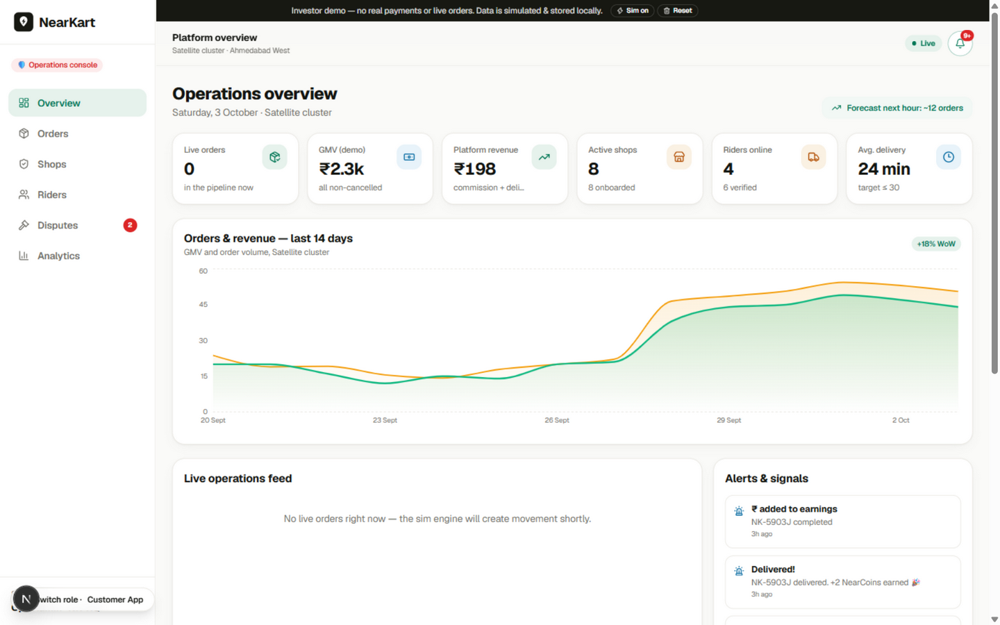 NearKart
Investor demo — no real payments or live orders. Data is simulated & stored locally.
Sim on
Reset
Platform overview
Satellite cluster · Ahmedabad West
Live
9+
Operations console
Overview
Orders
Shops
Riders
Disputes
2
Analytics
Operations overview
Saturday, 3 October · Satellite cluster
Forecast next hour: ~12 orders
Live orders
0
in the pipeline now
GMV (demo)
₹2.3k
all non-cancelled
Platform revenue
₹198
commission + deli...
Active shops
8
8 onboarded
Riders online
4
6 verified
Avg. delivery
24 min
target ≤ 30
Orders & revenue — last 14 days
GMV and order volume, Satellite cluster
+18% WoW
60
45
30
15
0
20 Sept
23 Sept
26 Sept
29 Sept
2 Oct
Live operations feed
No live orders right now — the sim engine will create movement shortly.
Alerts & signals
₹ added to earnings
NK-5903J completed
3h ago
Delivered!
NK-5903J delivered. +2 NearCoins earned 🎉
3h ago
N
witch role · Customer App